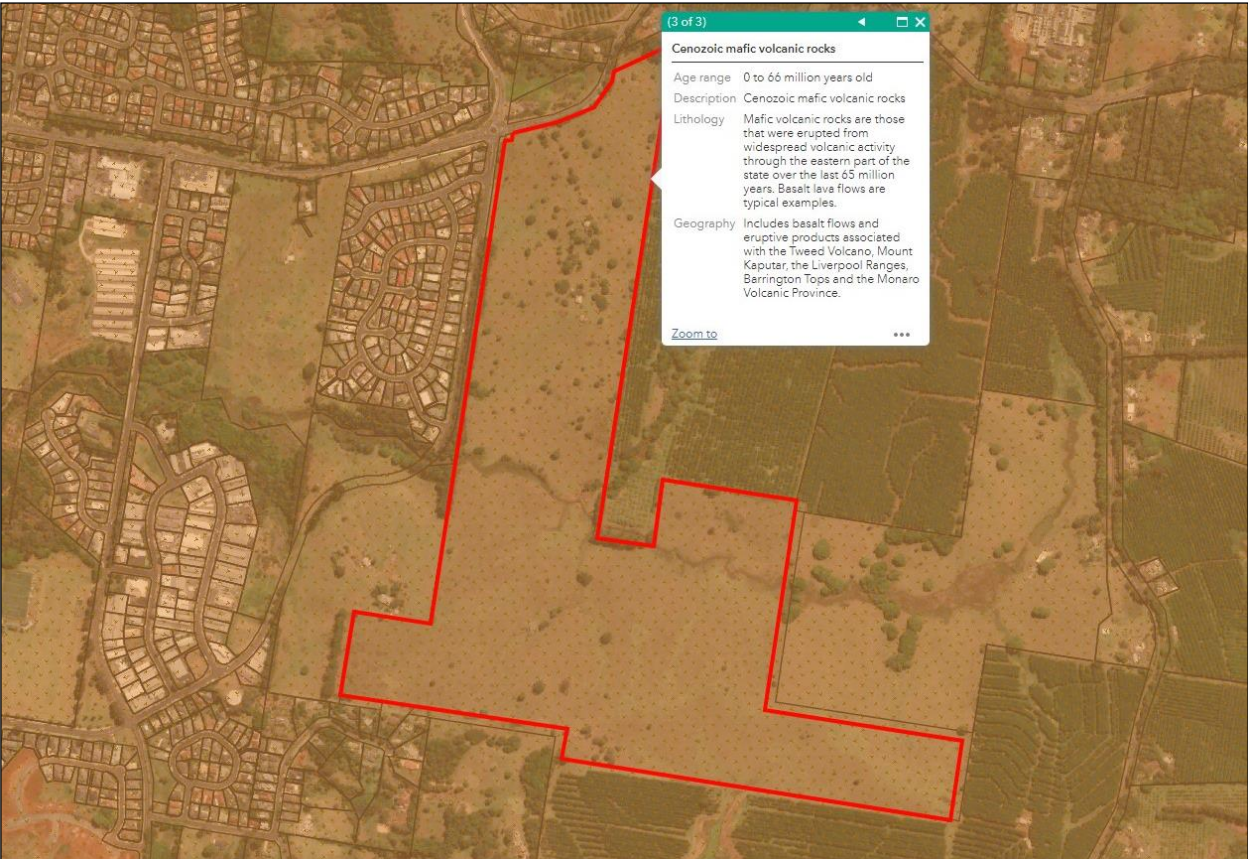 (3 of 3)
Cenozoic mafic volcanic rocks
Age range 0 to 66 million years old
Description Cenozoic mafic volcanic rocks
Lithology Mafic volcanic rocks are those
that were erupted from
widespread volcanic activity
through the eastern part of the
state over the last 65 million
years. Basalt lava flows are
typical examples.
Geography Includes basalt flows and
eruptive products associated
with the Tweed Volcano, Mount
Kaputar, the Liverpool Ranges,
Barrington Tops and the Monaro
Volcanic Province.
Zoom to